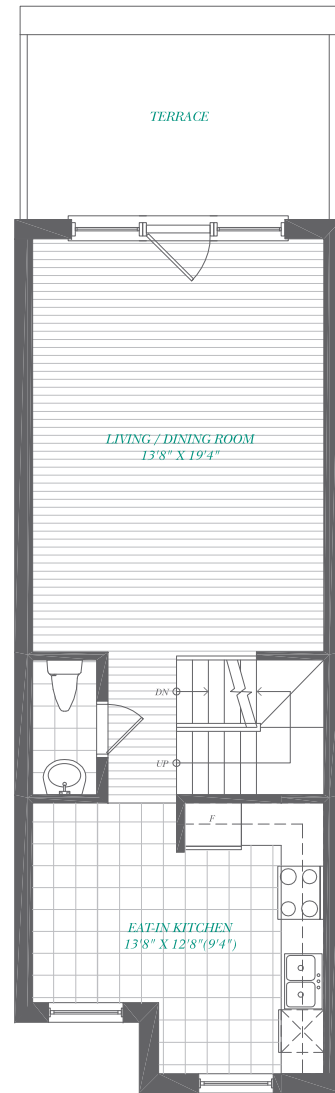 TERRACE
LIVING / DINING ROOM
13'8" X 19'4"
DN
UP
F
EAT-IN KITCHEN
13'8" X 12'8"(9'4")